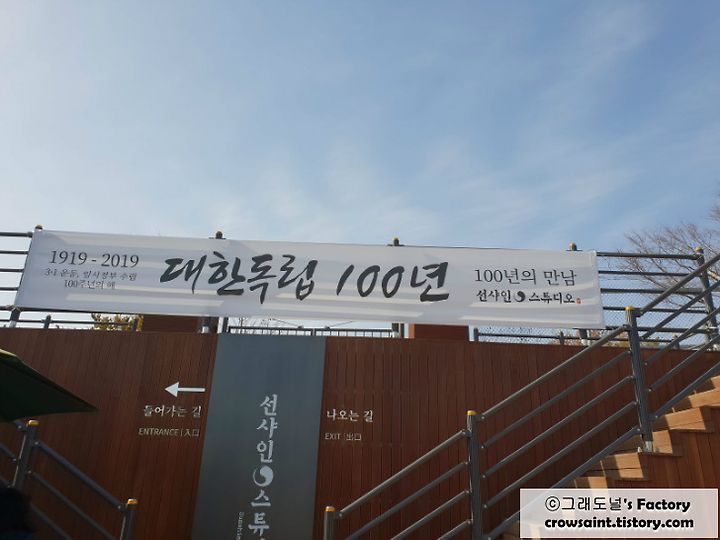 1919 - 2019
3·1 운동, 임시정부 수립
100주년의 해
대한독립 100년
100년의 만남
선샤인 스튜디오
들어가는 길
ENTRANCE | 入口
선샤인 스튜
나오는 길
EXIT | 出口
ⓒ그래도널's Factory
crowsaint.tistory.com